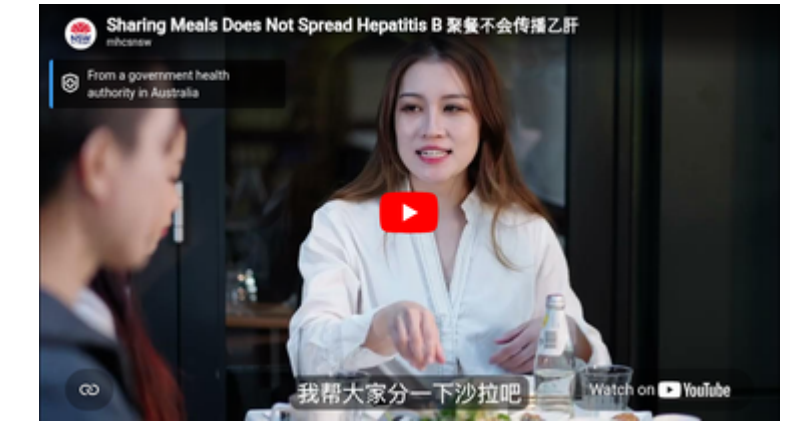 Sharing Meals Does Not Spread Hepatitis B 聚餐不会传播乙肝
mhcsnsw
From a government health
authority in Australia
我帮大家分一下沙拉吧
Watch on YouTube